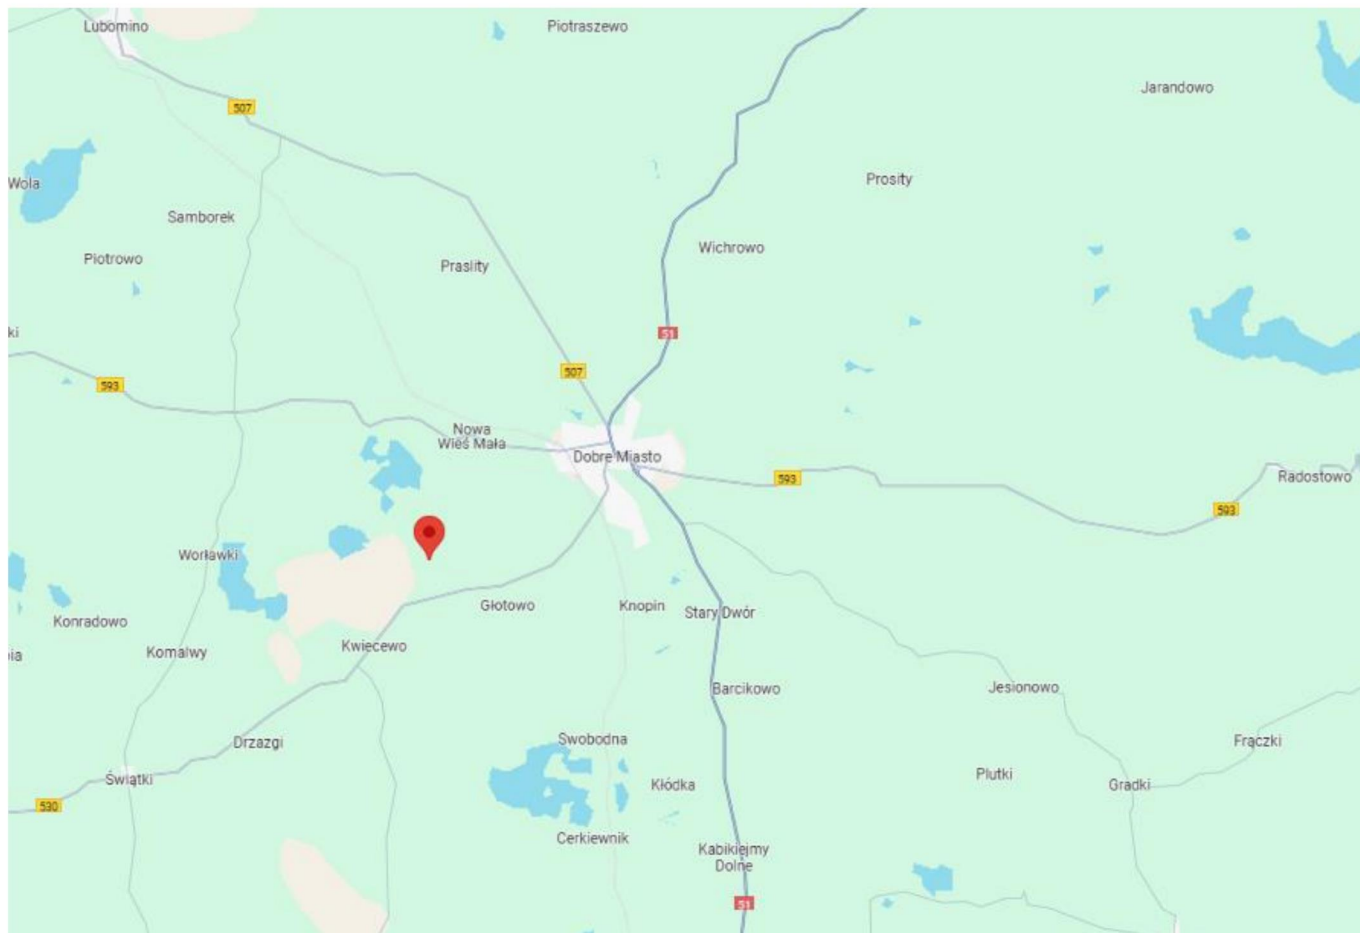 Lubomino
Piotraszewo
Jarandowo
507
Wola
Prosity
Samborek
Wichrowo
Piotrowo
Praslity
ki
51
507
593
Nowa
Wieś Mała
Dobre Miasto
593
Radostowo
593
Worławki
Głotowo
Knopin
Stary Dwór
Konradowo
Kwiecewo
Komalwy
ia
Barcikowo
Jesionowo
Swobodna
Drzazgi
Frączki
Plutki
Świątki
Kłódka
Gradki
530
Cerkiewnik
Kabikiejmy
Dolne
51